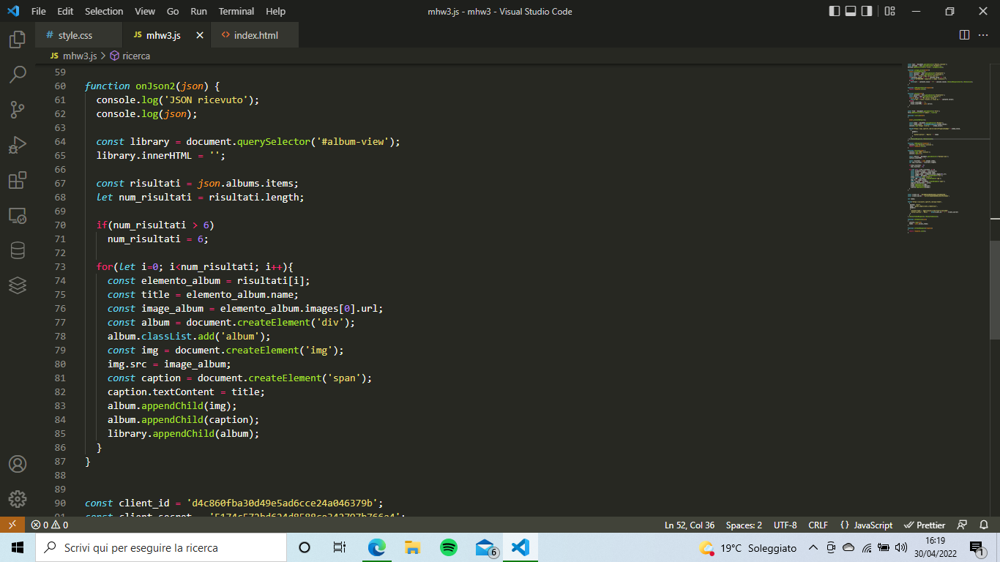 File Edit Selection View Go Run Terminal Help mhw3.js - mhw3 - Visual Studio Code
# style.css JS mhw3.js index.html
JS mhw3.js > ricerca
59
60 function onJson2(json) {
61 console.log('JSON ricevuto');
62 console.log(json);
63
64 const library = document.querySelector('#album-view');
65 library.innerHTML = '';
66
67 const risultati = json.albums.items;
68 let num_risultati = risultati.length;
69
70 if(num_risultati > 6)
71 num_risultati = 6;
72
73 for(let i=0; i<num_risultati; i++){
74 const elemento_album = risultati[i];
75 const title = elemento_album.name;
76 const image_album = elemento_album.images[0].url;
77 const album = document.createElement('div');
78 album.classList.add('album');
79 const img = document.createElement('img');
80 img.src = image_album;
81 const caption = document.createElement('span');
82 caption.textContent = title;
83 album.appendChild(img);
84 album.appendChild(caption);
85 library.appendChild(album);
86 }
87 }
88
89
90 const client_id = 'd4c860fba30d49e5ad6cce24a046379b';
91 const client_secret =
0 0 Ln 52, Col 36 Spaces: 2 UTF-8 CRLF {} JavaScript Prettier
Scrivi qui per eseguire la ricerca 6 19°C Soleggiato 16:19
30/04/2022 1